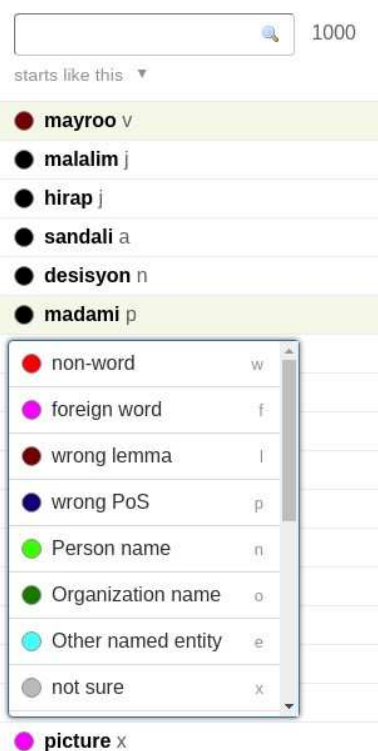 1000
starts like this ▼
mayroo v
malalim j
hirap j
sandali a
desisyon n
madami p
non-word w
foreign word f
wrong lemma l
wrong PoS p
Person name n
Organization name o
Other named entity e
not sure x
picture x